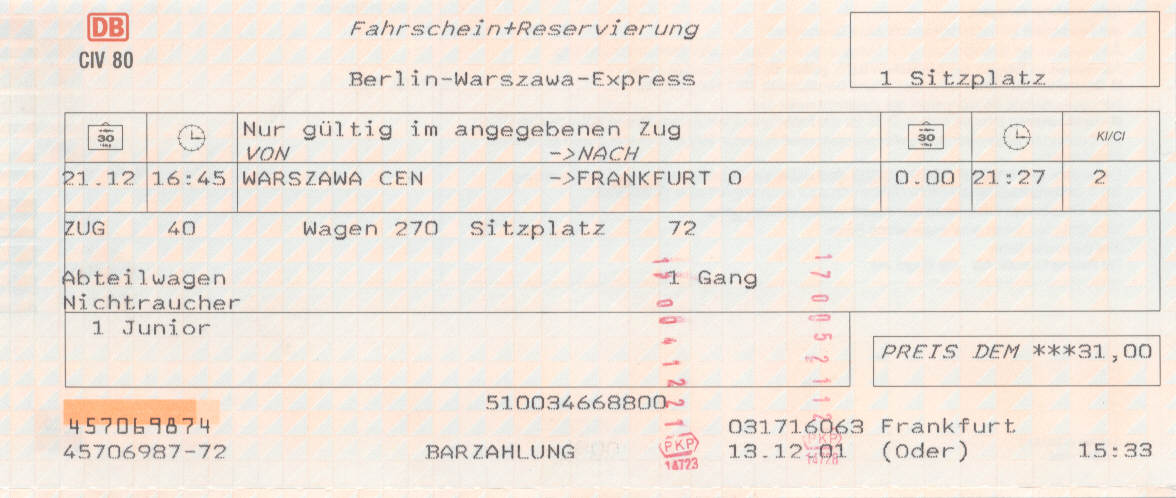 DB
CIV 80
Fahrschein+Reservierung
Berlin-Warszawa-Express
1 Sitzplatz
30 30
Nur gültig im angegebenen Zug
VON ->NACH Kl/Cl
21.12 16:45 WARSZAWA CEN ->FRANKFURT O 0.00 21:27 2
ZUG 40 Wagen 270 Sitzplatz 72
Abteilwagen 1 Gang
Nichtraucher
1 Junior
PREIS DEM ***31,00
510034668800
457069874 031716063 Frankfurt
45706987-72 BARZAHLUNG 13.12.01 (Oder) 15:33
PKP
14723
PKP